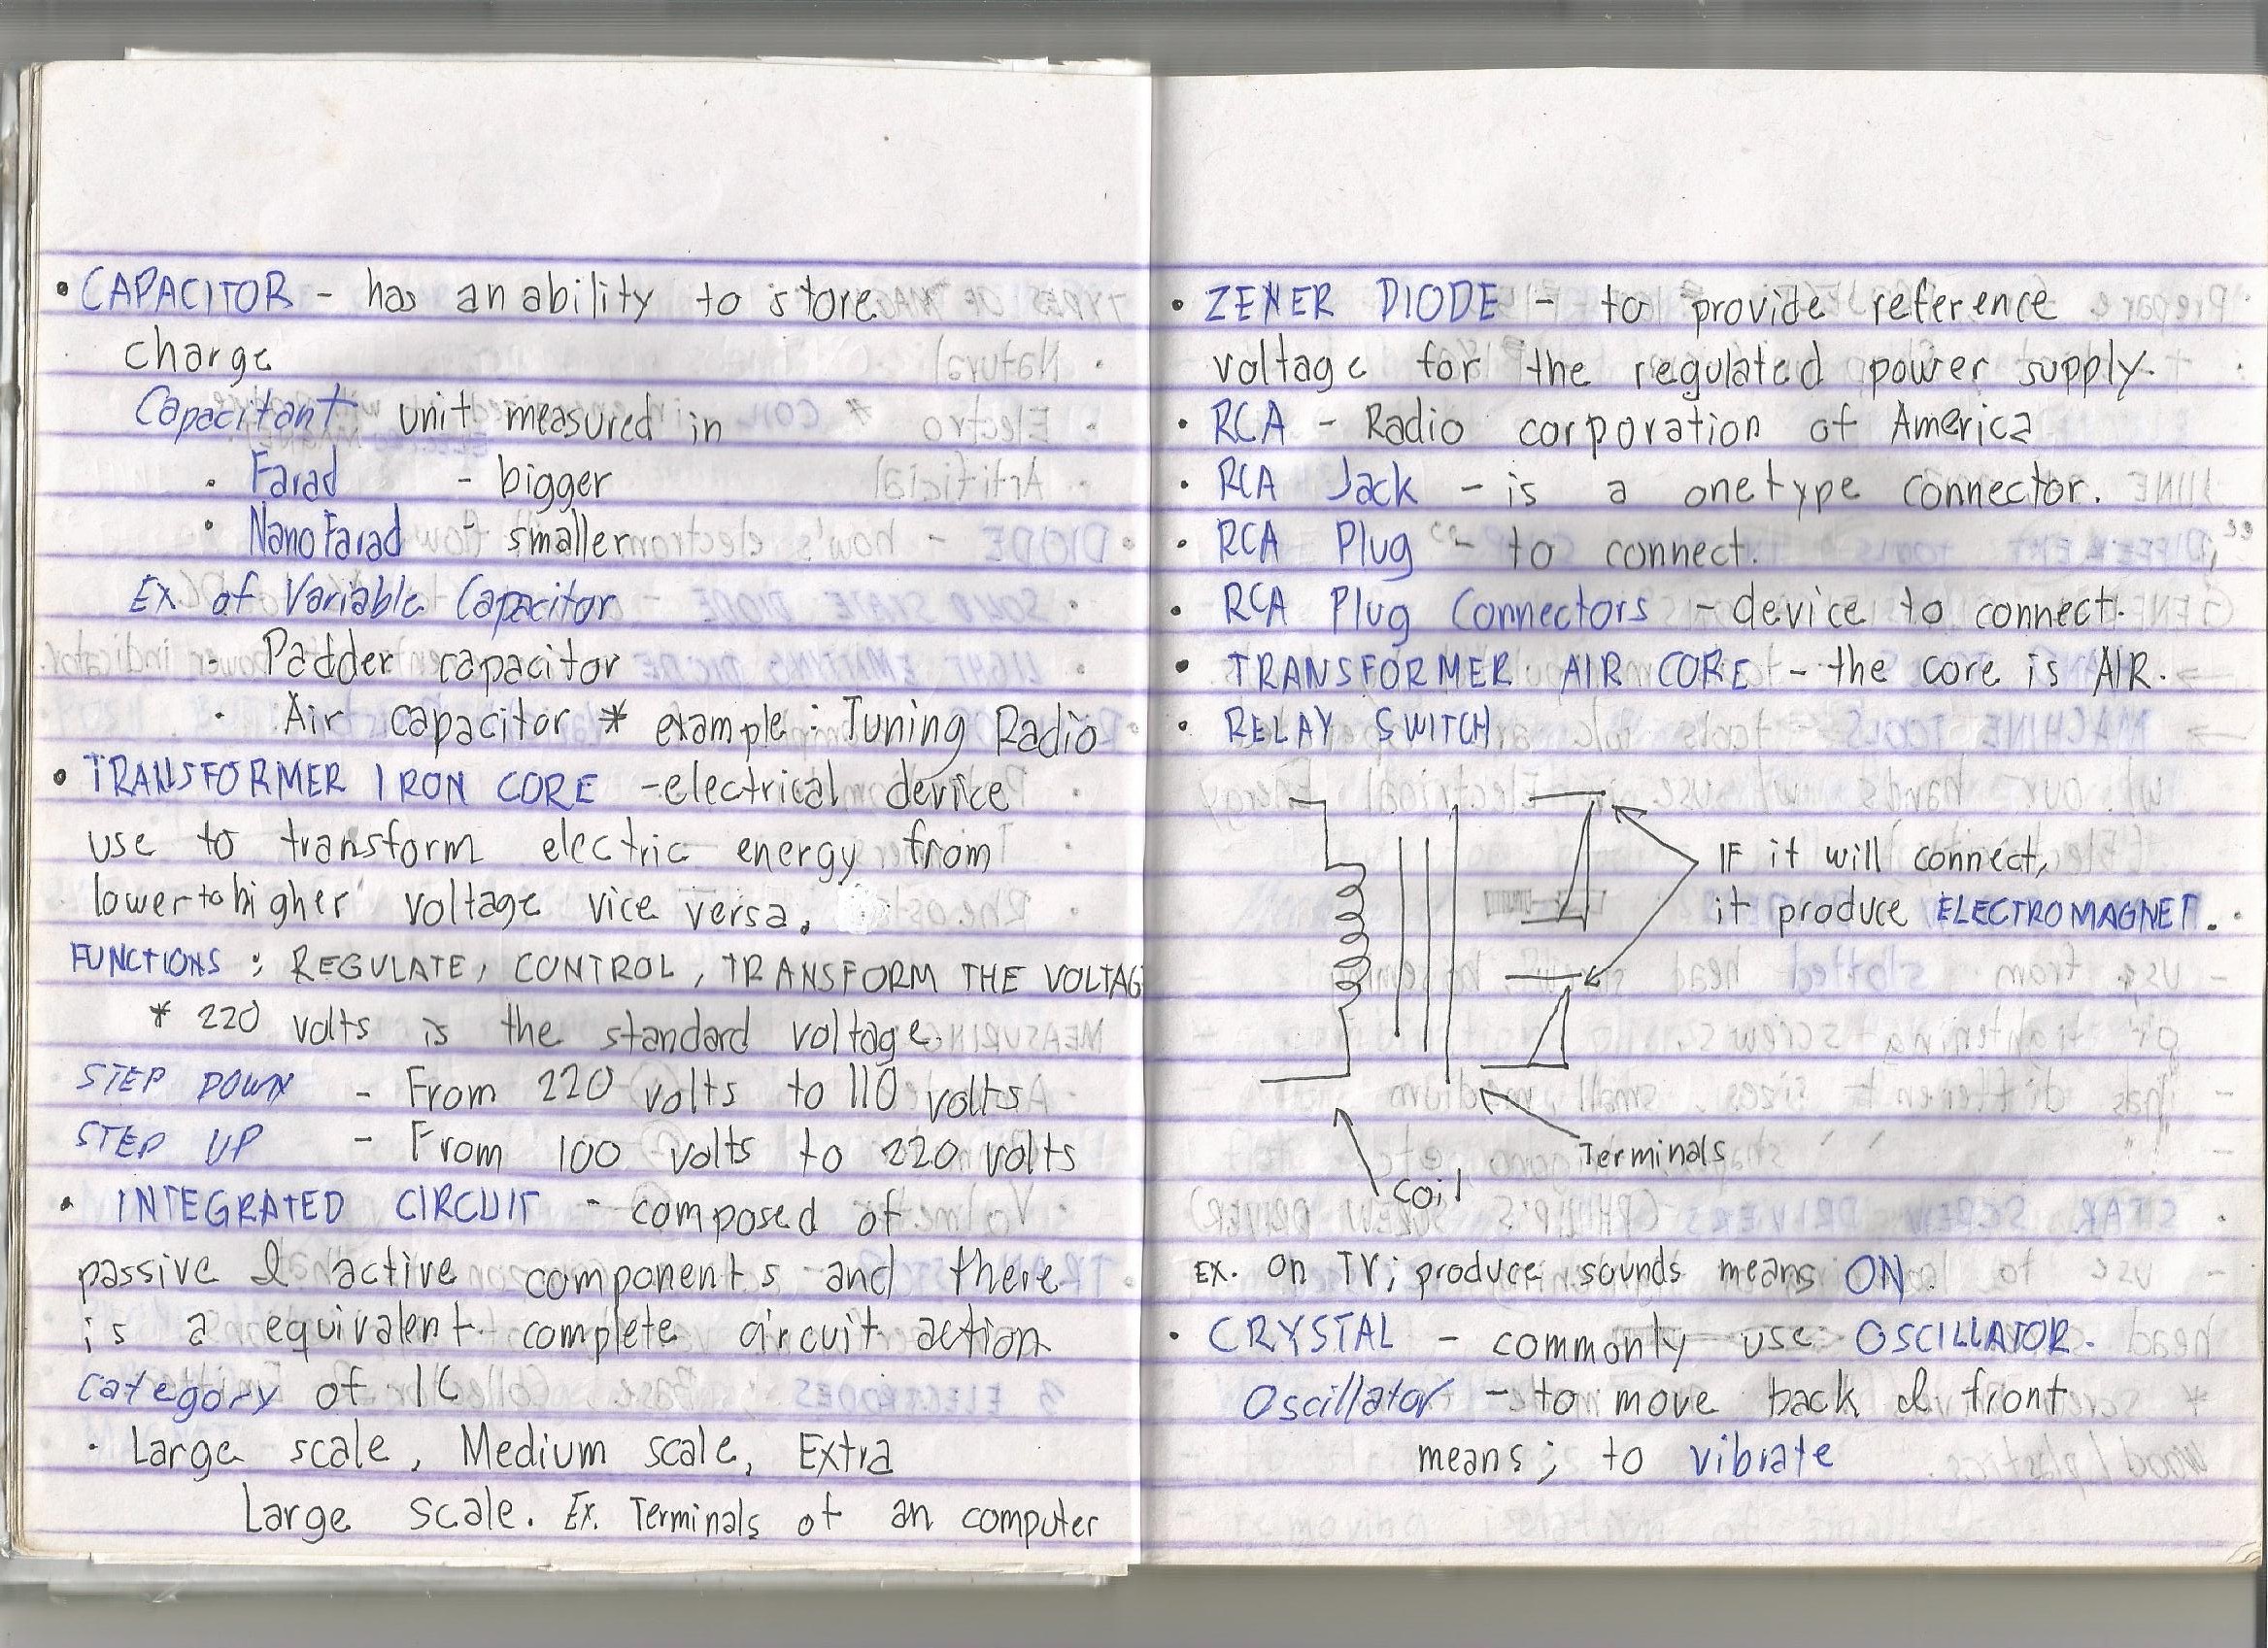 • CAPACITOR - has an ability to store
charge
Capacitant unit measured in
• Farad - bigger
• NanoFarad - smaller
Ex of Variable Capacitor
• Padder capacitor
• Air capacitor * example : Tuning Radio
• TRANSFORMER IRON CORE - electrical device
use to transform electric energy from
lower to higher voltage vice versa.
FUNCTIONS : REGULATE, CONTROL, TRANSFORM THE VOLTAG
* 220 volts is the standard voltage.
STEP DOWN - From 220 volts to 110 volts
STEP UP - From 100 volts to 220 volts
• INTEGRATED CIRCUIT - composed of
passive & active components and there
is a equivalent complete circuit action
category of IC
• Large scale, Medium scale, Extra
Large scale. Ex. Terminals of an computer
• ZENER DIODE - to provide reference
voltage for the regulated power supply.
• RCA - Radio corporation of America
• RCA Jack - is a one type connector.
• RCA Plug - to connect.
• RCA Plug Connectors - device to connect.
• TRANSFORMER AIR CORE - the core is AIR.
• RELAY SWITCH
IF it will connect,
it produce ELECTROMAGNET.
Terminals
coil
EX. On TV; produce sounds means ON
• CRYSTAL - commonly use OSCILLATOR.
Oscillator - to move back & front
means; to vibrate